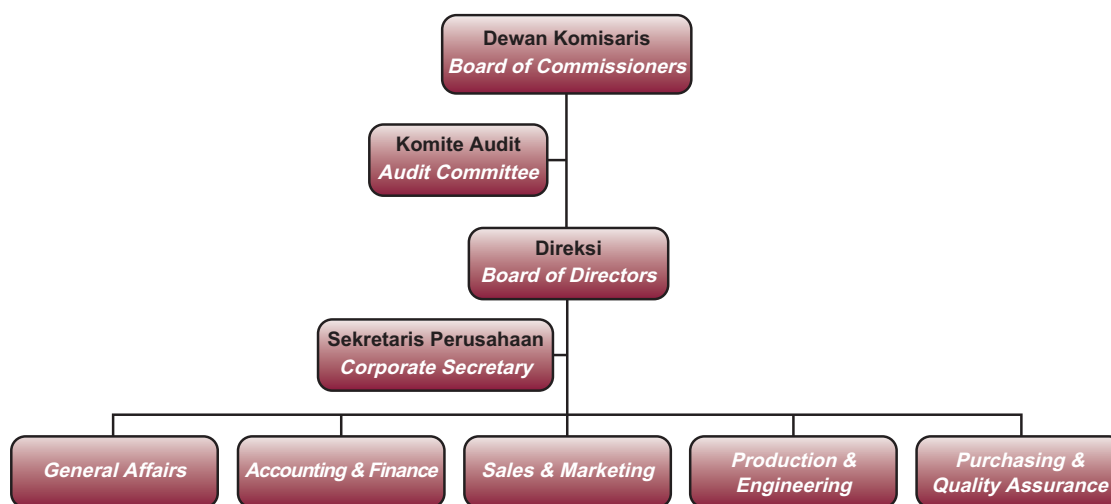 Dewan Komisaris
Board of Commissioners
Komite Audit
Audit Committee
Direksi
Board of Directors
Sekretaris Perusahaan
Corporate Secretary
General Affairs
Accounting & Finance
Sales & Marketing
Production &
Engineering
Purchasing &
Quality Assurance